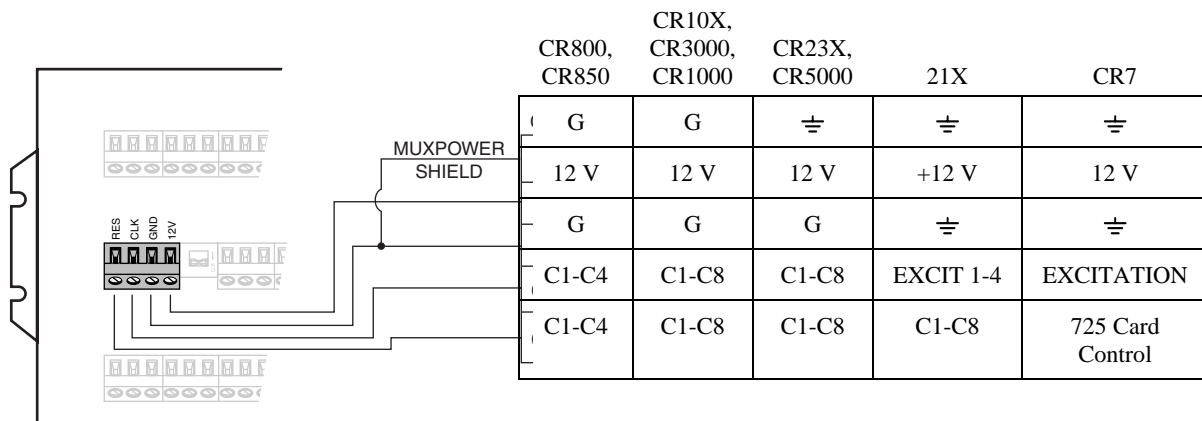 CR800, CR850
CR10X, CR3000, CR1000
CR23X, CR5000
21X
CR7
G G ⏚ ⏚ ⏚
MUXPOWER
SHIELD
12 V 12 V 12 V +12 V 12 V
G G G ⏚ ⏚
C1-C4 C1-C8 C1-C8 EXCIT 1-4 EXCITATION
C1-C4 C1-C8 C1-C8 C1-C8 725 Card Control
RES
CLK
GND
12V